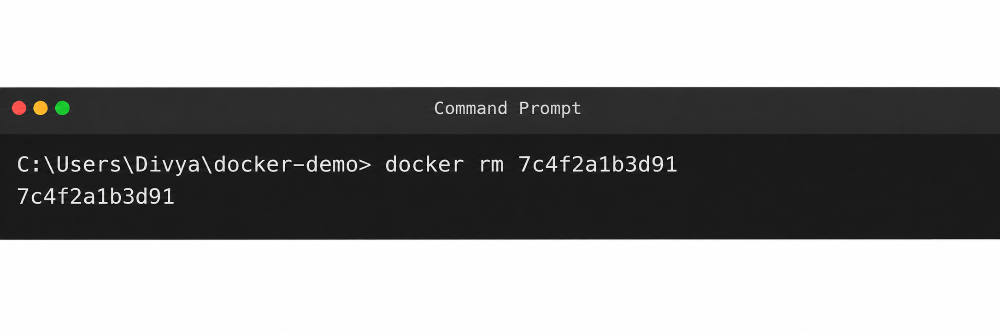 Command Prompt
C:\Users\Divya\docker-demo> docker rm 7c4f2a1b3d91
7c4f2a1b3d91